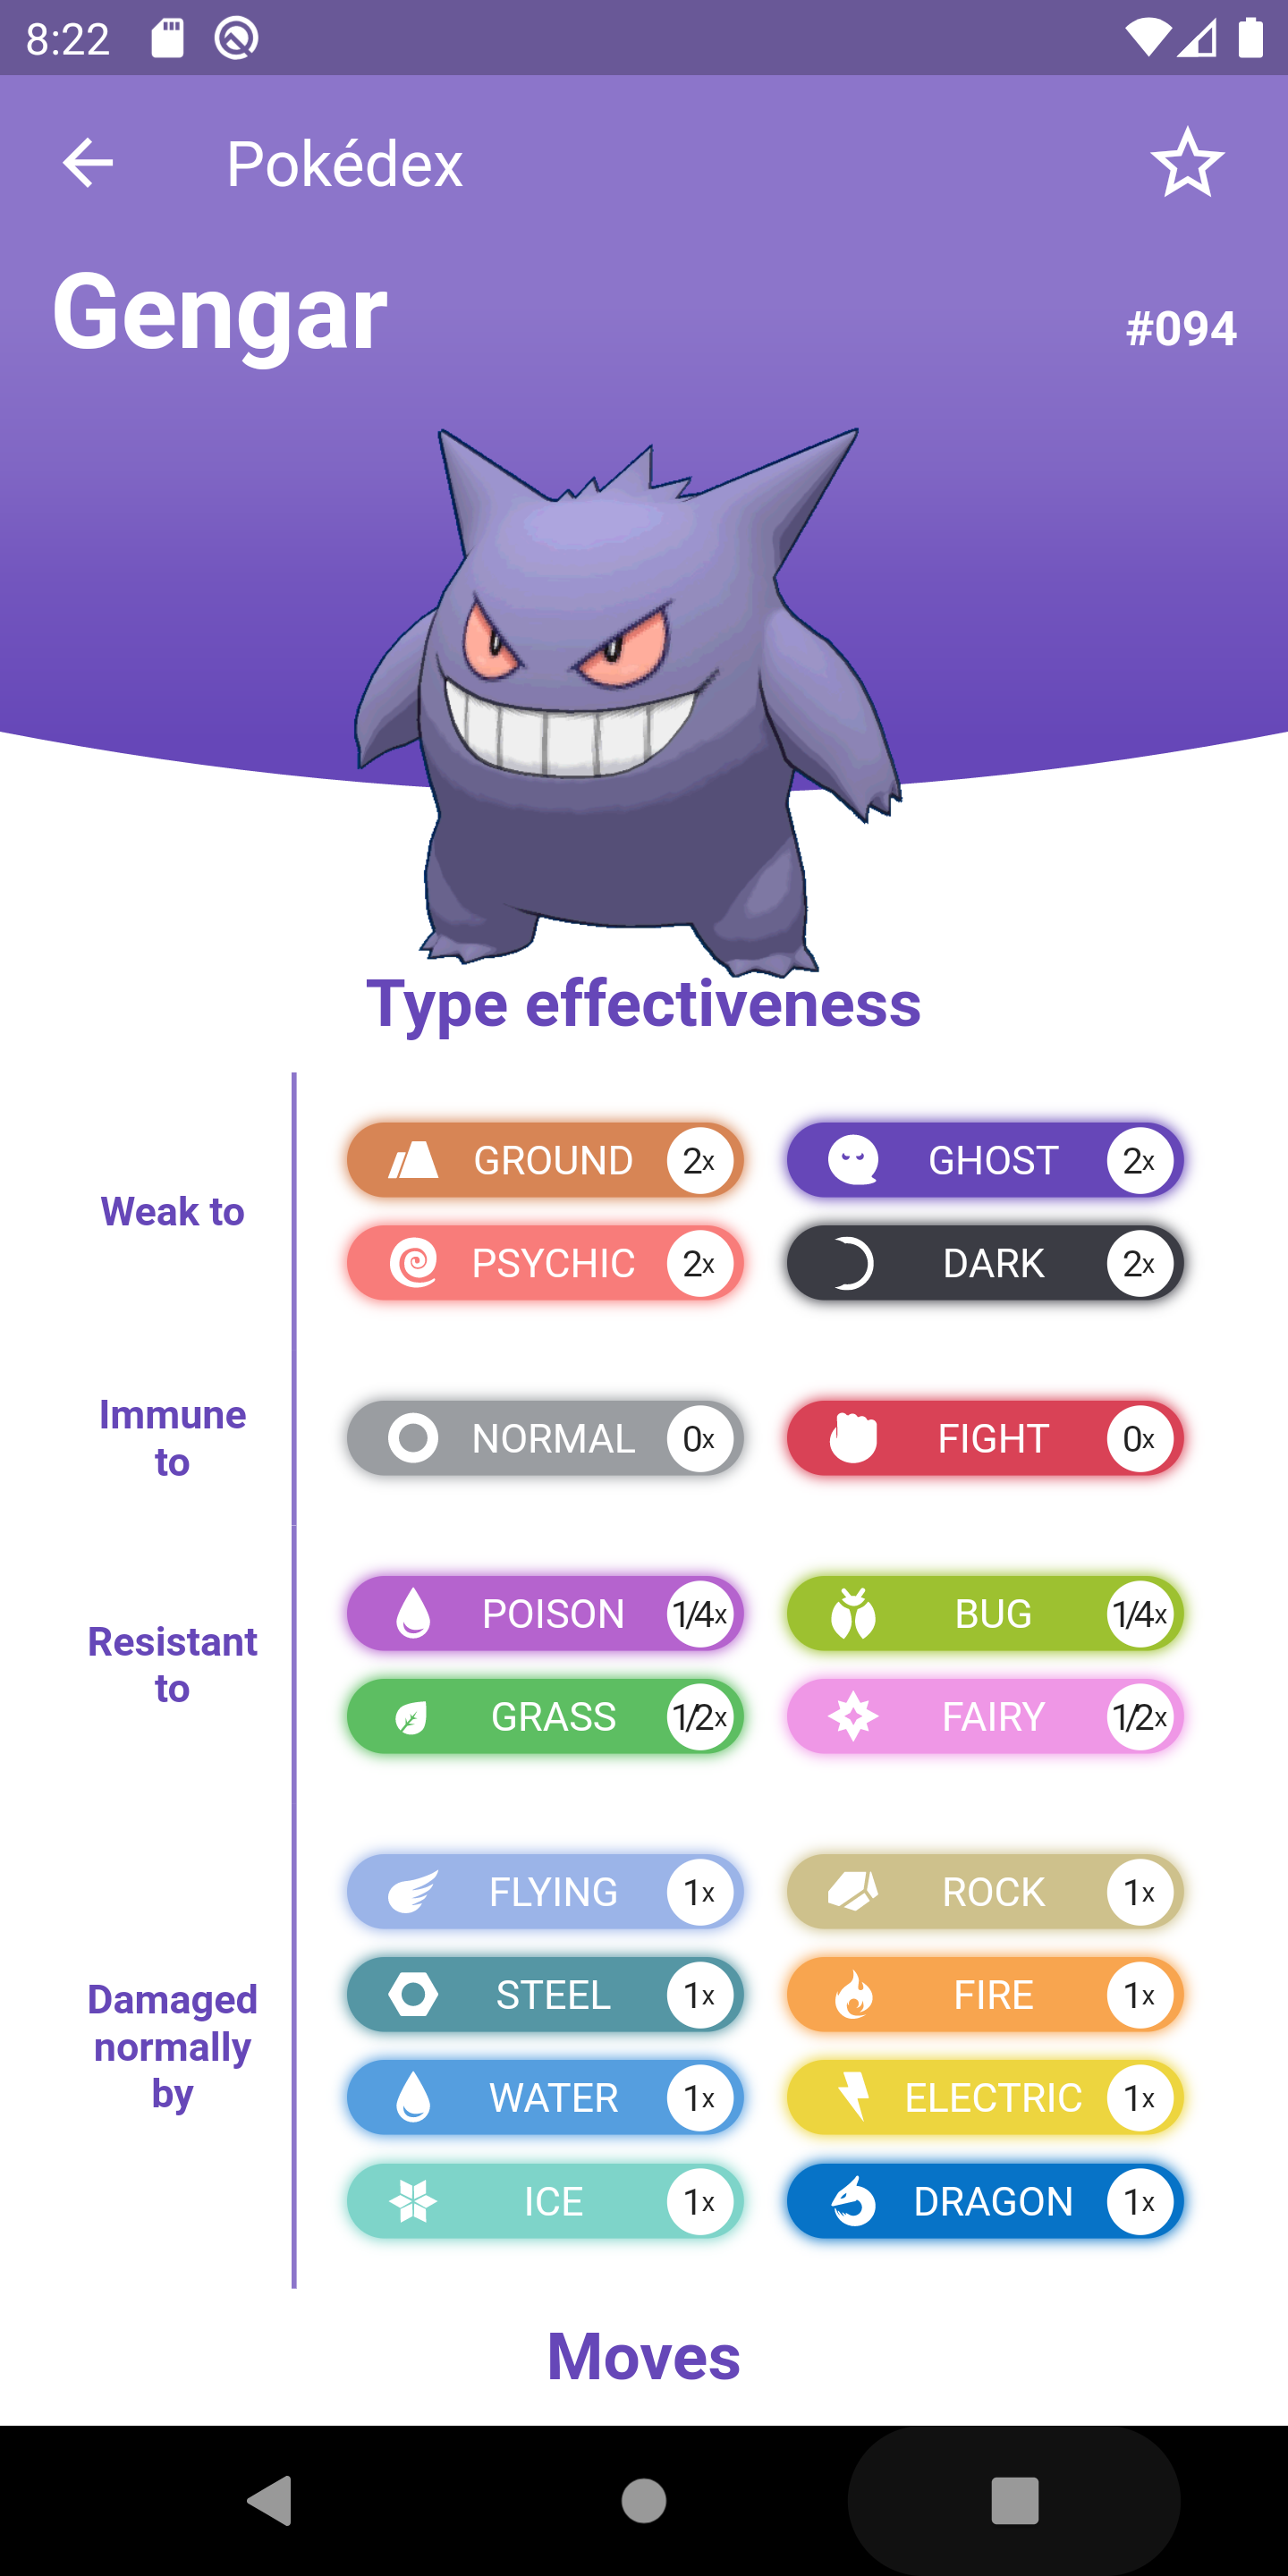 8:22
Pokédex
Gengar
#094
Type effectiveness
Weak to
GROUND 2x
GHOST 2x
PSYCHIC 2x
DARK 2x
Immune
to
NORMAL 0x
FIGHT 0x
Resistant
to
POISON 1/4x
BUG 1/4x
GRASS 1/2x
FAIRY 1/2x
Damaged
normally
by
FLYING 1x
ROCK 1x
STEEL 1x
FIRE 1x
WATER 1x
ELECTRIC 1x
ICE 1x
DRAGON 1x
Moves